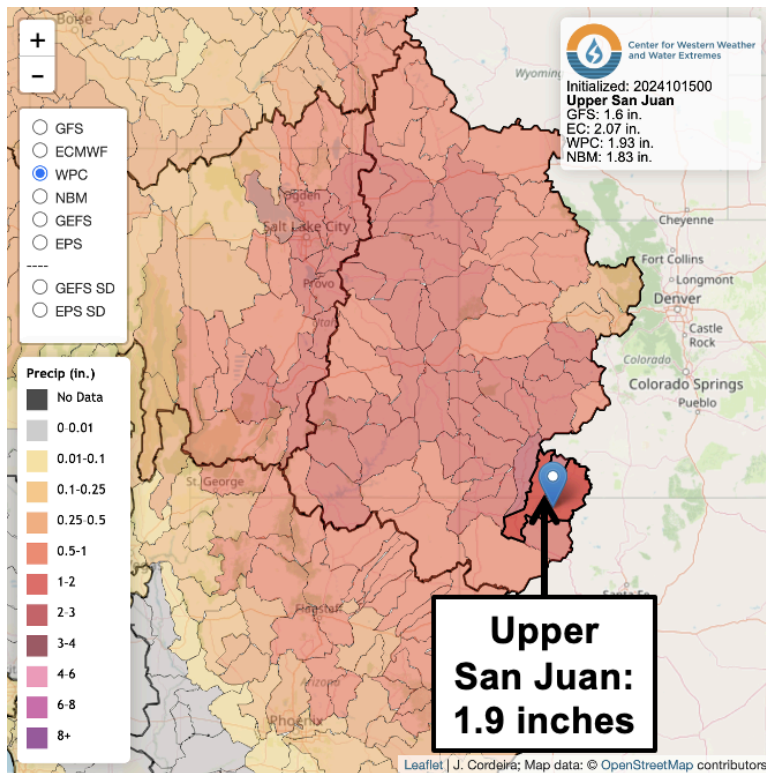 Boise
+
−
GFS
ECMWF
WPC
NBM
GEFS
EPS
----
GEFS SD
EPS SD
Precip (in.)
No Data
0-0.01
0.01-0.1
0.1-0.25
0.25-0.5
0.5-1
1-2
2-3
3-4
4-6
6-8
8+
Wyoming
Center for Western Weather
and Water Extremes
Initialized: 2024101500
Upper San Juan
GFS: 1.6 in.
EC: 2.07 in.
WPC: 1.93 in.
NBM: 1.83 in.
Ogden
Salt Lake City
Provo
Utah
Cheyenne
Fort Collins
Longmont
Denver
Castle
Rock
Colorado
Colorado Springs
Pueblo
St. George
Flagstaff
Arizona
Phoenix
Upper
San Juan:
1.9 inches
Leaflet | J. Cordeira; Map data: © OpenStreetMap contributors